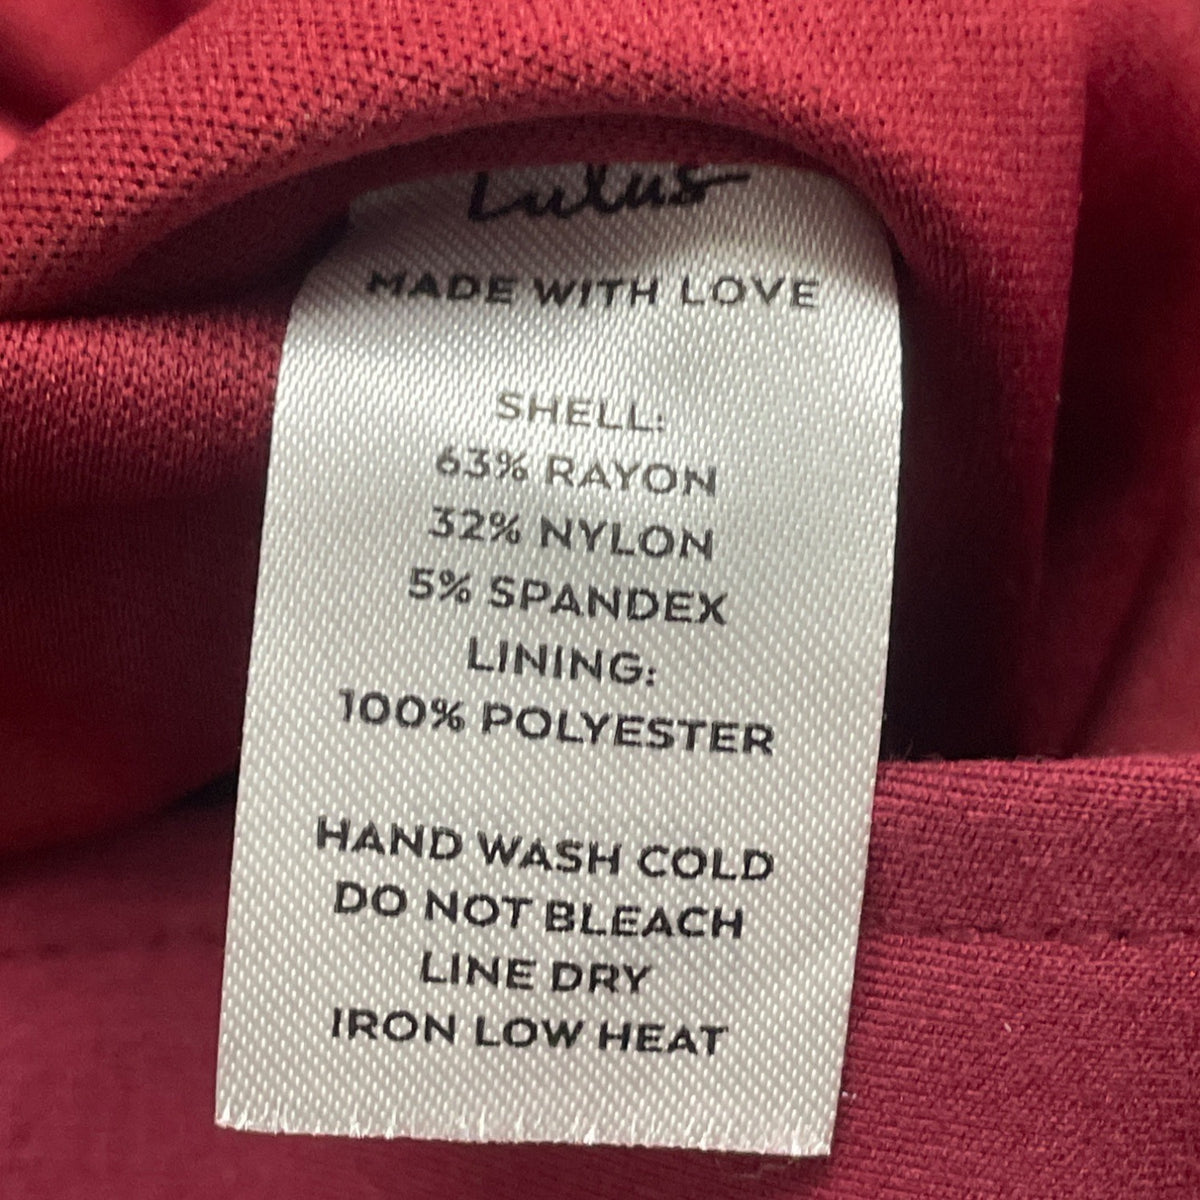 Lulus
MADE WITH LOVE
SHELL:
63% RAYON
32% NYLON
5% SPANDEX
LINING:
100% POLYESTER
HAND WASH COLD
DO NOT BLEACH
LINE DRY
IRON LOW HEAT